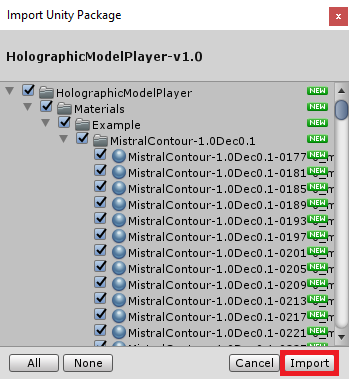 Import Unity Package
HolographicModelPlayer-v1.0
HolographicModelPlayer NEW
Materials NEW
Example NEW
MistralContour-1.0Dec0.1 NEW
MistralContour-1.0Dec0.1-0177 NEW
MistralContour-1.0Dec0.1-0181 NEW
MistralContour-1.0Dec0.1-0185 NEW
MistralContour-1.0Dec0.1-0189 NEW
MistralContour-1.0Dec0.1-0193 NEW
MistralContour-1.0Dec0.1-0197 NEW
MistralContour-1.0Dec0.1-0201 NEW
MistralContour-1.0Dec0.1-0205 NEW
MistralContour-1.0Dec0.1-0209 NEW
MistralContour-1.0Dec0.1-0213 NEW
MistralContour-1.0Dec0.1-0217 NEW
MistralContour-1.0Dec0.1-0221 NEW
All None Cancel Import